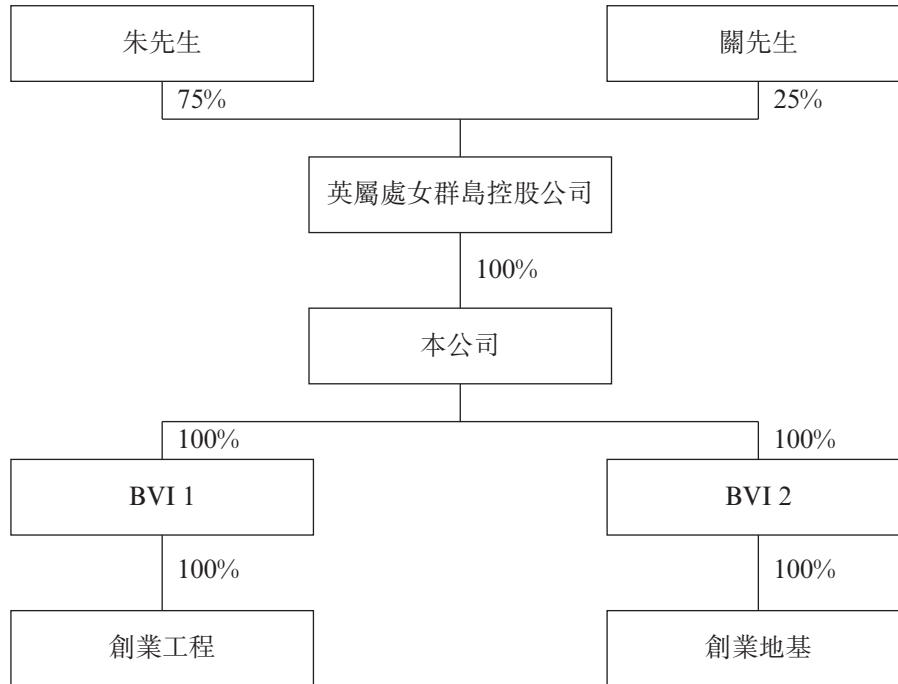 朱先生
關先生
75%
25%
英屬處女群島控股公司
100%
本公司
100%
100%
BVI 1
BVI 2
100%
100%
創業工程
創業地基